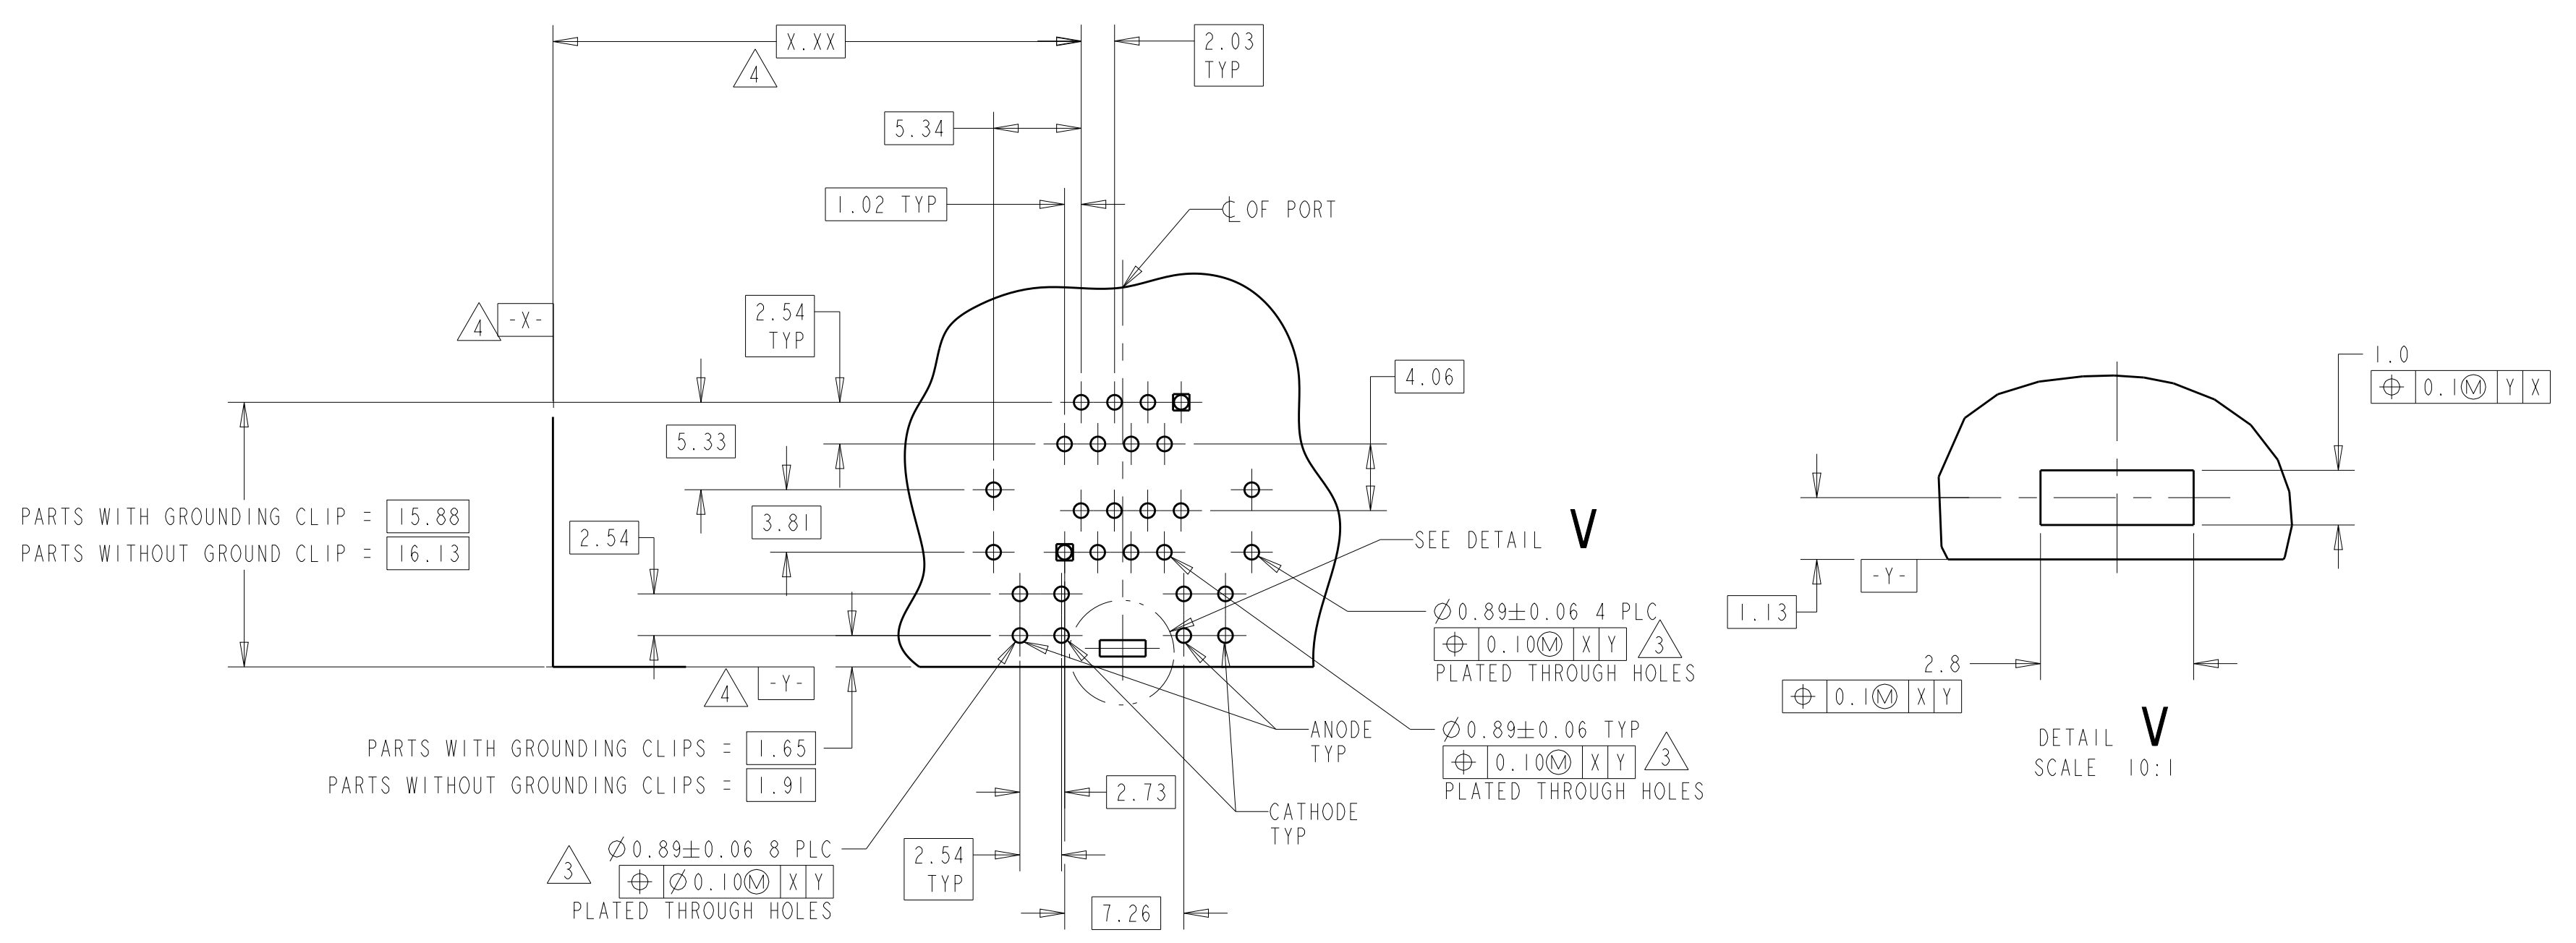 X.XX
4
2.03
TYP
5.34
1.02 TYP
℄ OF PORT
4
-X-
2.54
TYP
4.06
5.33
3.81
2.54
PARTS WITH GROUNDING CLIP = 15.88
PARTS WITHOUT GROUND CLIP = 16.13
SEE DETAIL V
Ø0.89±0.06 4 PLC
⌖ 0.10Ⓜ X Y 3
PLATED THROUGH HOLES
4
-Y-
ANODE
TYP
Ø0.89±0.06 TYP
⌖ 0.10Ⓜ X Y 3
PLATED THROUGH HOLES
PARTS WITH GROUNDING CLIPS = 1.65
PARTS WITHOUT GROUNDING CLIPS = 1.91
2.73
CATHODE
TYP
3
Ø0.89±0.06 8 PLC
⌖ Ø0.10Ⓜ X Y
PLATED THROUGH HOLES
2.54
TYP
7.26
1.0
⌖ 0.1Ⓜ Y X
-Y-
1.13
2.8
⌖ 0.1Ⓜ X Y
DETAIL V
SCALE 10:1